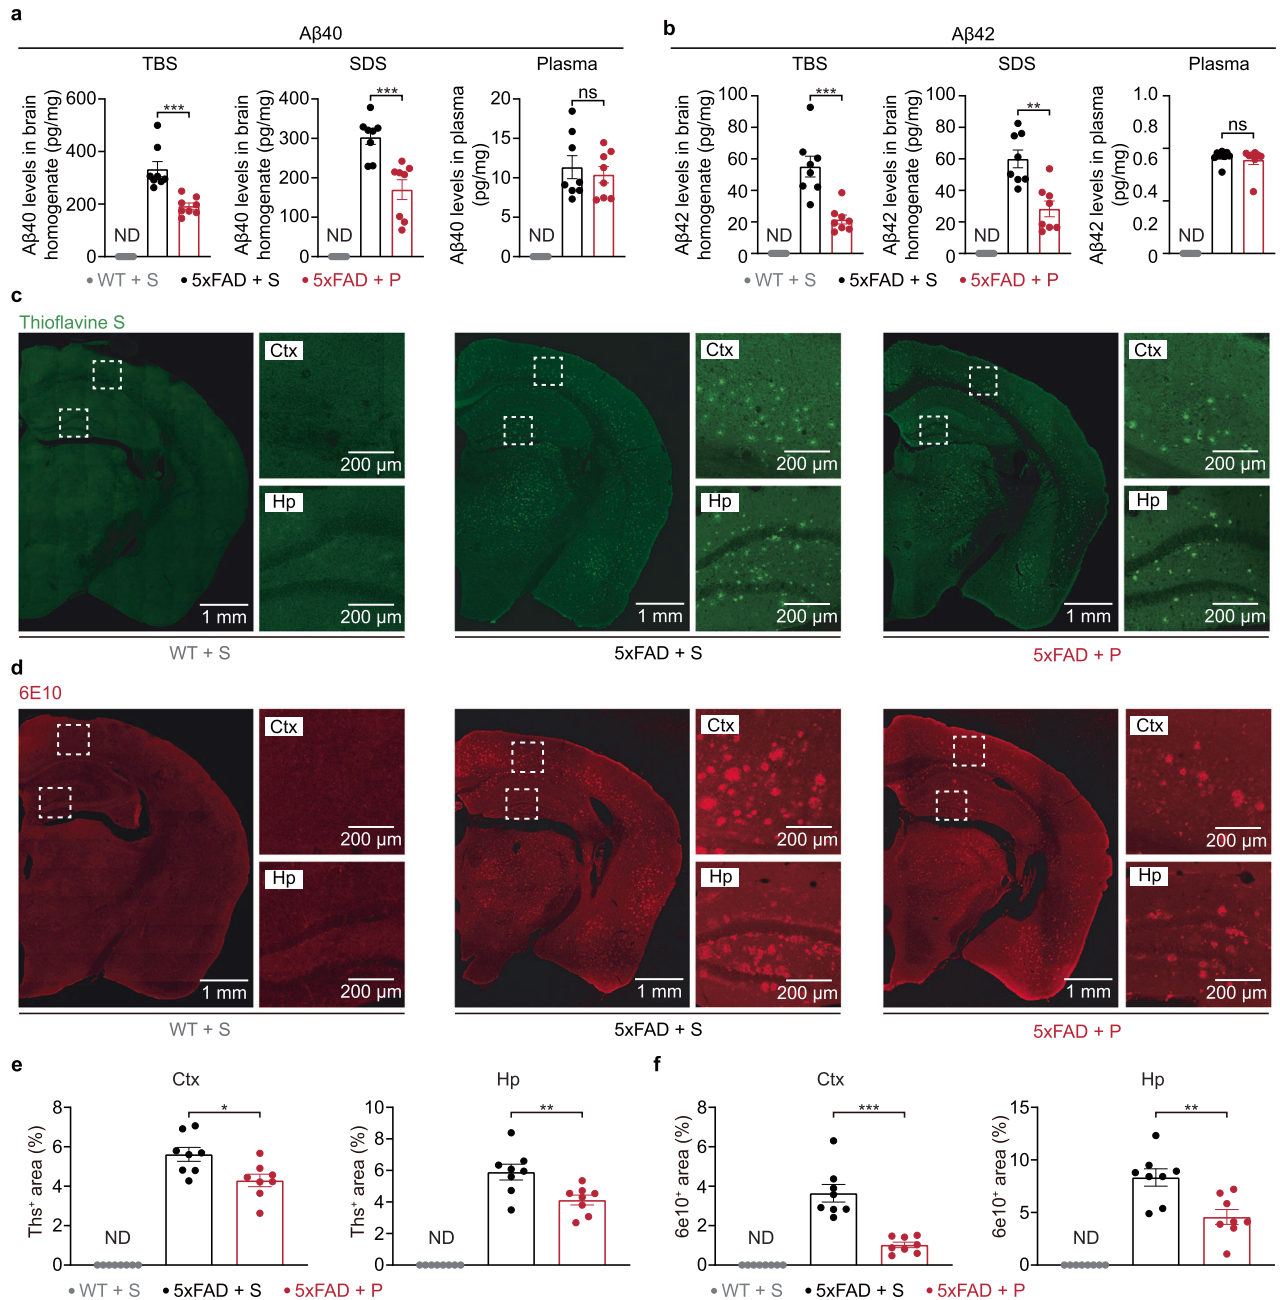 a
Aβ40
TBS
SDS
Plasma
Aβ40 levels in brain
homogenate (pg/mg)
600
400
200
0
ND
***
Aβ40 levels in brain
homogenate (pg/mg)
400
300
200
100
0
ND
***
Aβ40 levels in plasma
(pg/mg)
20
15
10
5
0
ND
ns
WT + S
5xFAD + S
5xFAD + P
b
Aβ42
TBS
SDS
Plasma
Aβ42 levels in brain
homogenate (pg/mg)
100
80
60
40
20
0
ND
***
Aβ42 levels in brain
homogenate (pg/mg)
100
80
60
40
20
0
ND
**
Aβ42 levels in plasma
(pg/mg)
1.0
0.6
0.4
0.2
0
ND
ns
WT + S
5xFAD + S
5xFAD + P
c
Thioflavine S
1 mm
Ctx
200 µm
Hp
200 µm
WT + S
1 mm
Ctx
200 µm
Hp
200 µm
5xFAD + S
1 mm
Ctx
200 µm
Hp
200 µm
5xFAD + P
d
6E10
1 mm
Ctx
200 µm
Hp
200 µm
WT + S
1 mm
Ctx
200 µm
Hp
200 µm
5xFAD + S
1 mm
Ctx
200 µm
Hp
200 µm
5xFAD + P
e
Ctx
Ths⁺ area (%)
8
6
4
2
0
ND
*
Hp
Ths⁺ area (%)
10
8
6
4
2
0
ND
**
WT + S
5xFAD + S
5xFAD + P
f
Ctx
6e10⁺ area (%)
8
6
4
2
0
ND
***
Hp
6e10⁺ area (%)
15
10
5
0
ND
**
WT + S
5xFAD + S
5xFAD + P